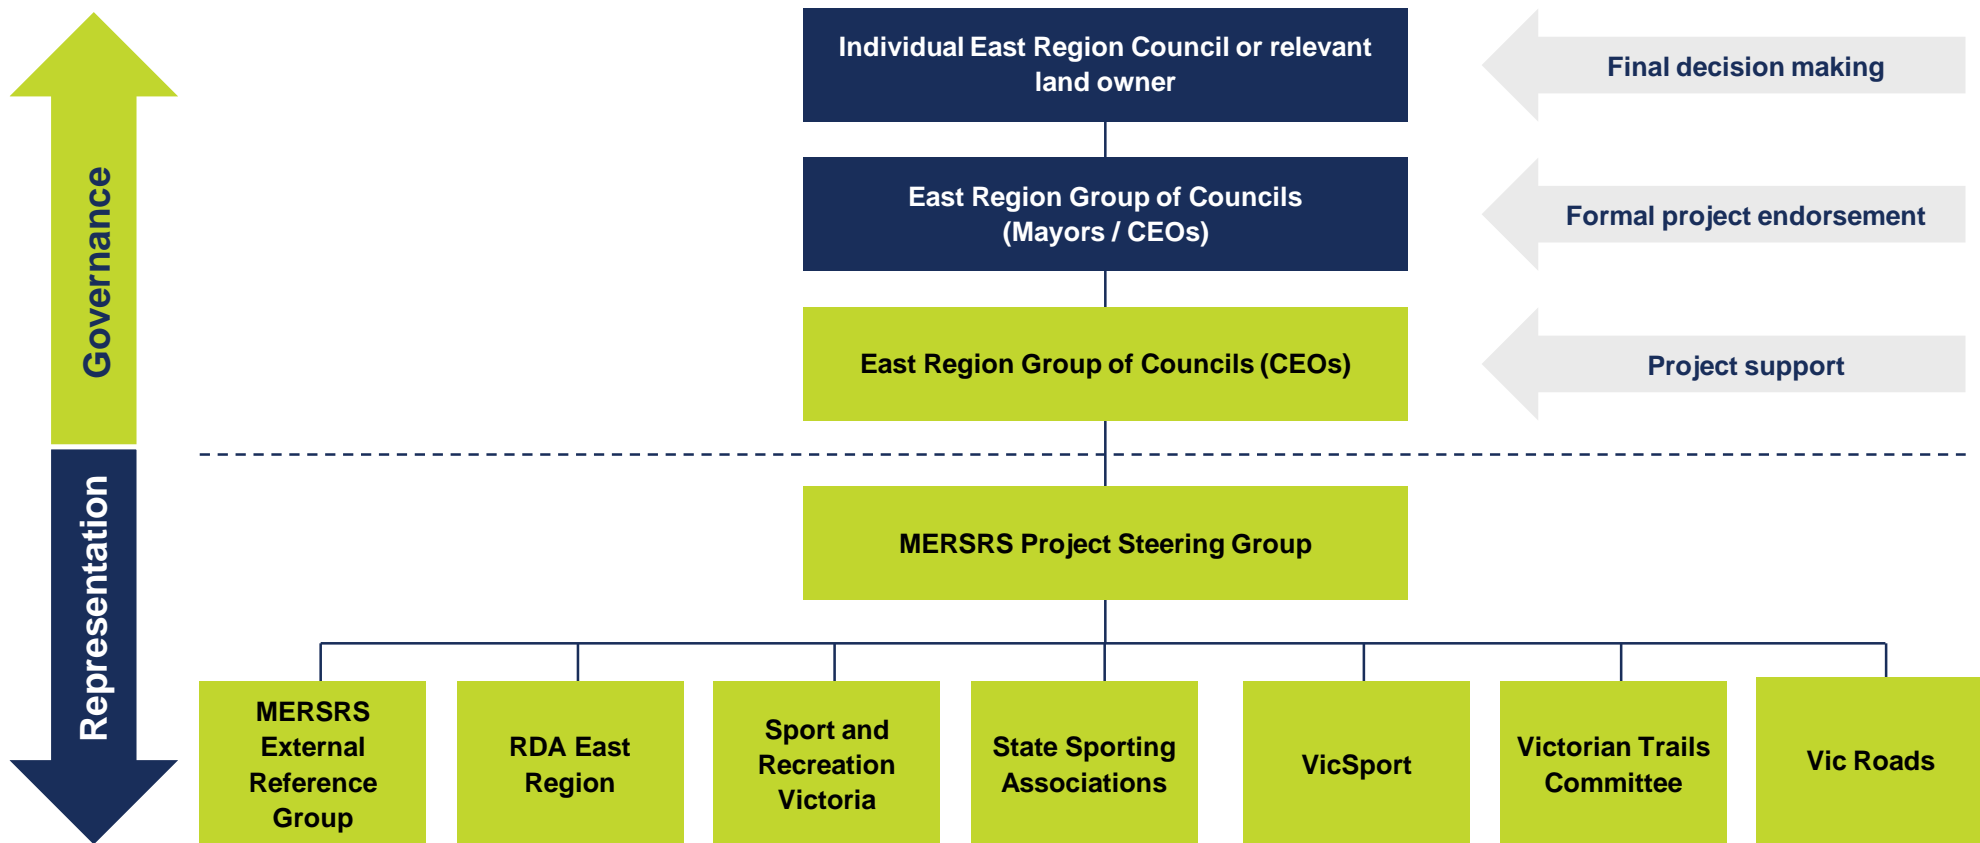 Governance
Representation
Individual East Region Council or relevant
land owner
Final decision making
East Region Group of Councils
(Mayors / CEOs)
Formal project endorsement
East Region Group of Councils (CEOs)
Project support
MERSRS Project Steering Group
MERSRS
External
Reference
Group
RDA East
Region
Sport and
Recreation
Victoria
State Sporting
Associations
VicSport
Victorian Trails
Committee
Vic Roads